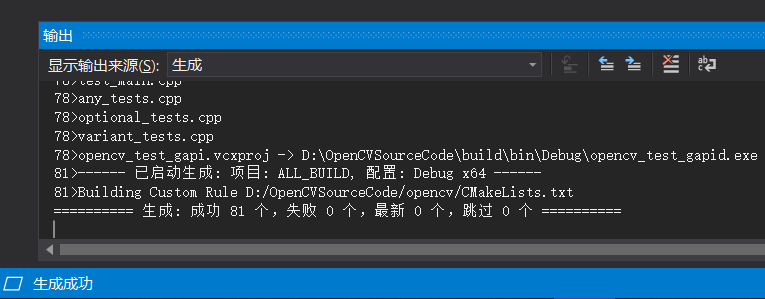 输出
显示输出来源(S): 生成
78>test_main.cpp
78>any_tests.cpp
78>optional_tests.cpp
78>variant_tests.cpp
78>opencv_test_gapi.vcxproj -> D:\OpenCVSourceCode\build\bin\Debug\opencv_test_gapid.exe
81>------ 已启动生成: 项目: ALL_BUILD, 配置: Debug x64 ------
81>Building Custom Rule D:/OpenCVSourceCode/opencv/CMakeLists.txt
========== 生成: 成功 81 个，失败 0 个，最新 0 个，跳过 0 个 ==========
生成成功